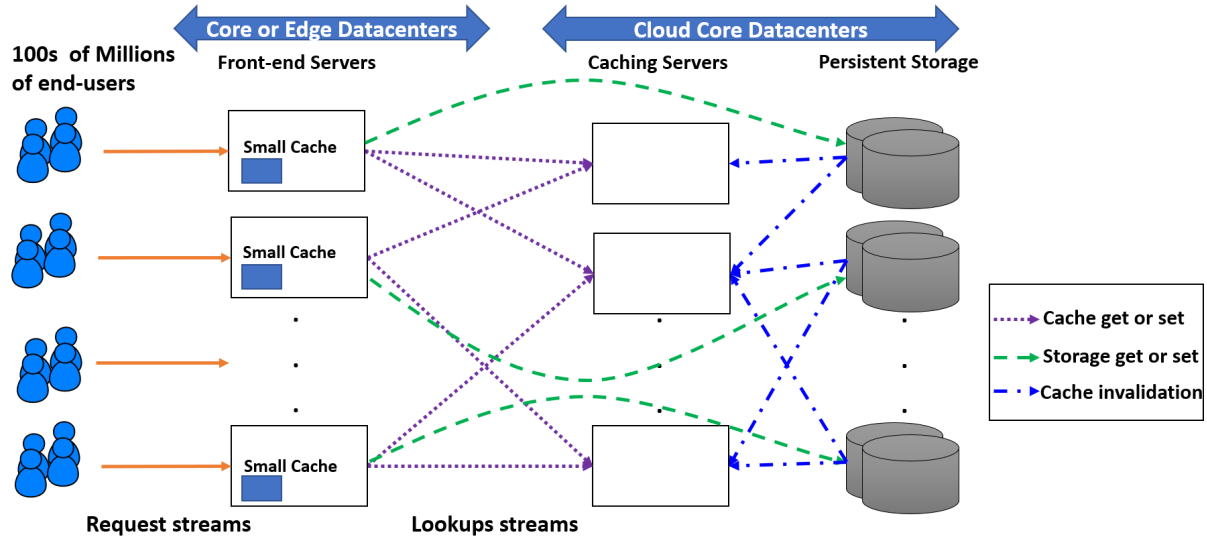 Core or Edge Datacenters
Cloud Core Datacenters
100s of Millions
of end-users
Front-end Servers
Caching Servers
Persistent Storage
Small Cache
Small Cache
Cache get or set
Storage get or set
Cache invalidation
Small Cache
Request streams
Lookups streams